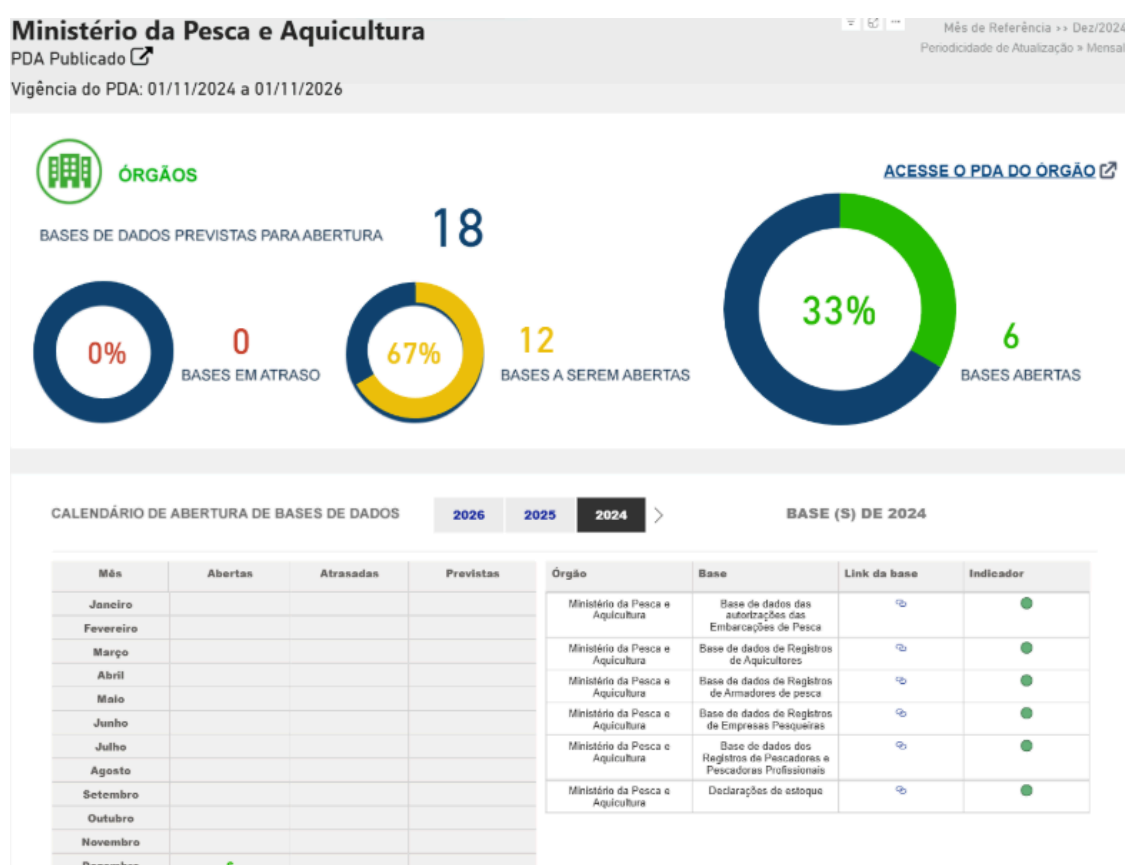 Ministério da Pesca e Aquicultura
Mês de Referência >> Dez/2024
PDA Publicado
Periodicidade de Atualização » Mensal
Vigência do PDA: 01/11/2024 a 01/11/2026
ÓRGÃOS
ACESSE O PDA DO ÓRGÃO
BASES DE DADOS PREVISTAS PARA ABERTURA
18
0%
0
BASES EM ATRASO
67%
12
BASES A SEREM ABERTAS
33%
6
BASES ABERTAS
CALENDÁRIO DE ABERTURA DE BASES DE DADOS
2026
2025
2024
BASE (S) DE 2024
Mês Abertas Atrasadas Previstas
Janeiro
Fevereiro
Março
Abril
Maio
Junho
Julho
Agosto
Setembro
Outubro
Novembro
Dezembro
Órgão Base Link da base Indicador
Ministério da Pesca e Base de dados das
Aquicultura autorizações das
Embarcações de Pesca
Ministério da Pesca e Base de dados de Registros
Aquicultura de Aquicultores
Ministério da Pesca e Base de dados de Registros
Aquicultura de Armadores de pesca
Ministério da Pesca e Base de dados de Registros
Aquicultura de Empresas Pesqueiras
Ministério da Pesca e Base de dados dos
Aquicultura Registros de Pescadores e
Pescadoras Profissionais
Ministério da Pesca e Declarações de estoque
Aquicultura